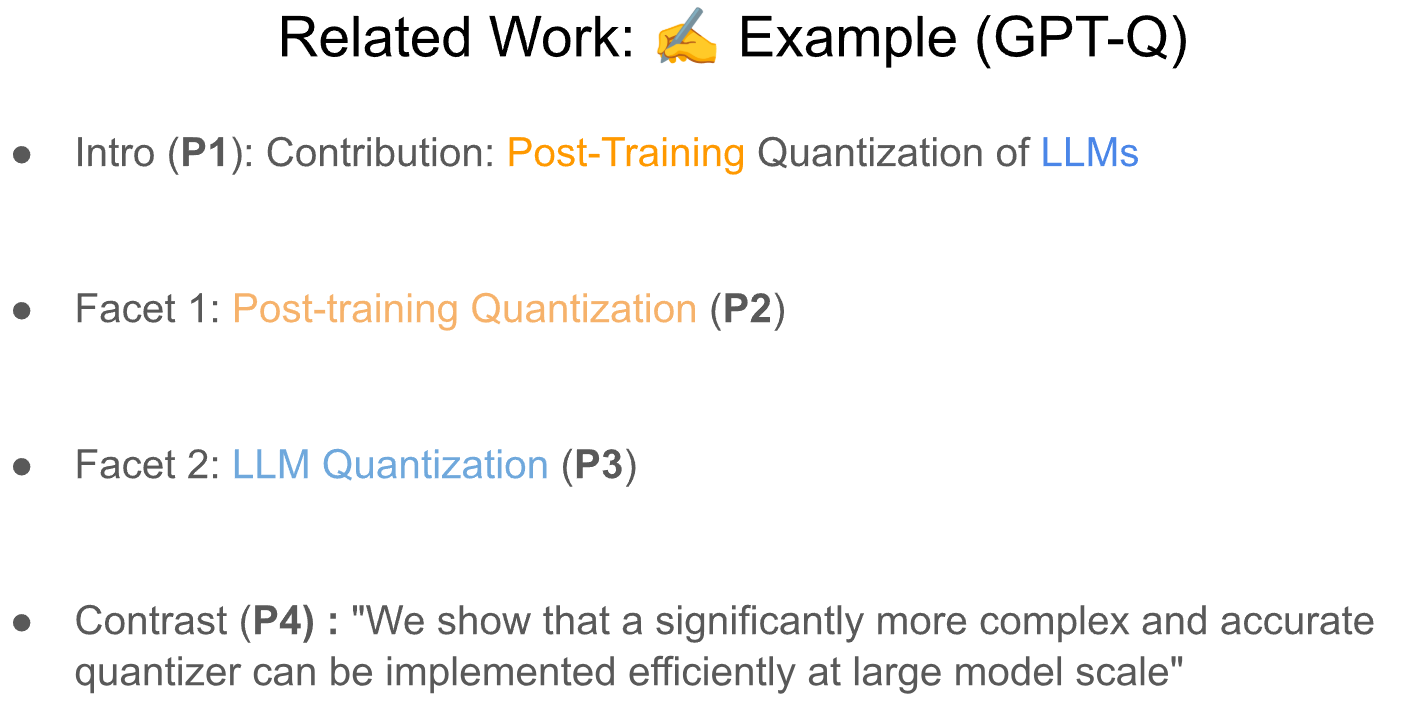 Related Work: ✍️ Example (GPT-Q)
● Intro (P1): Contribution: Post-Training Quantization of LLMs
● Facet 1: Post-training Quantization (P2)
● Facet 2: LLM Quantization (P3)
● Contrast (P4) : "We show that a significantly more complex and accurate
quantizer can be implemented efficiently at large model scale"